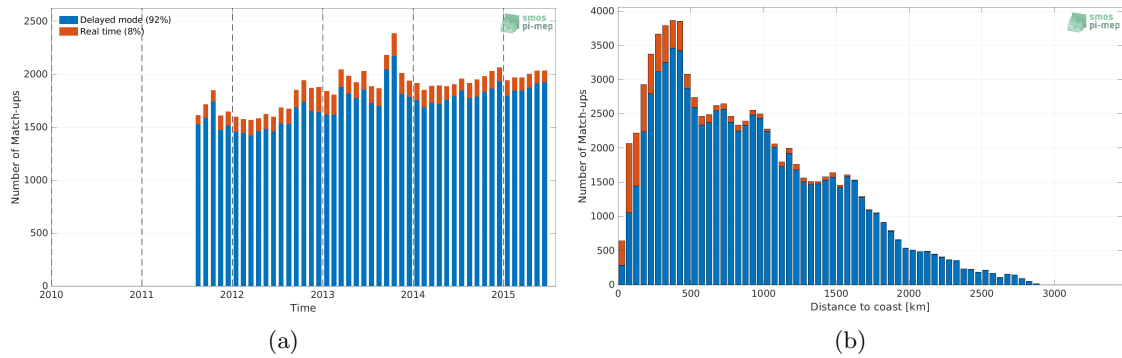 Delayed mode (92%)
Real time (8%)
smos
pi-mep
Number of Match-ups
2500
2000
1500
1000
500
0
2010
2011
2012
2013
2014
2015
Time
(a)
smos
pi-mep
Number of Match-ups
4000
3500
3000
2500
2000
1500
1000
500
0
0
500
1000
1500
2000
2500
3000
Distance to coast [km]
(b)